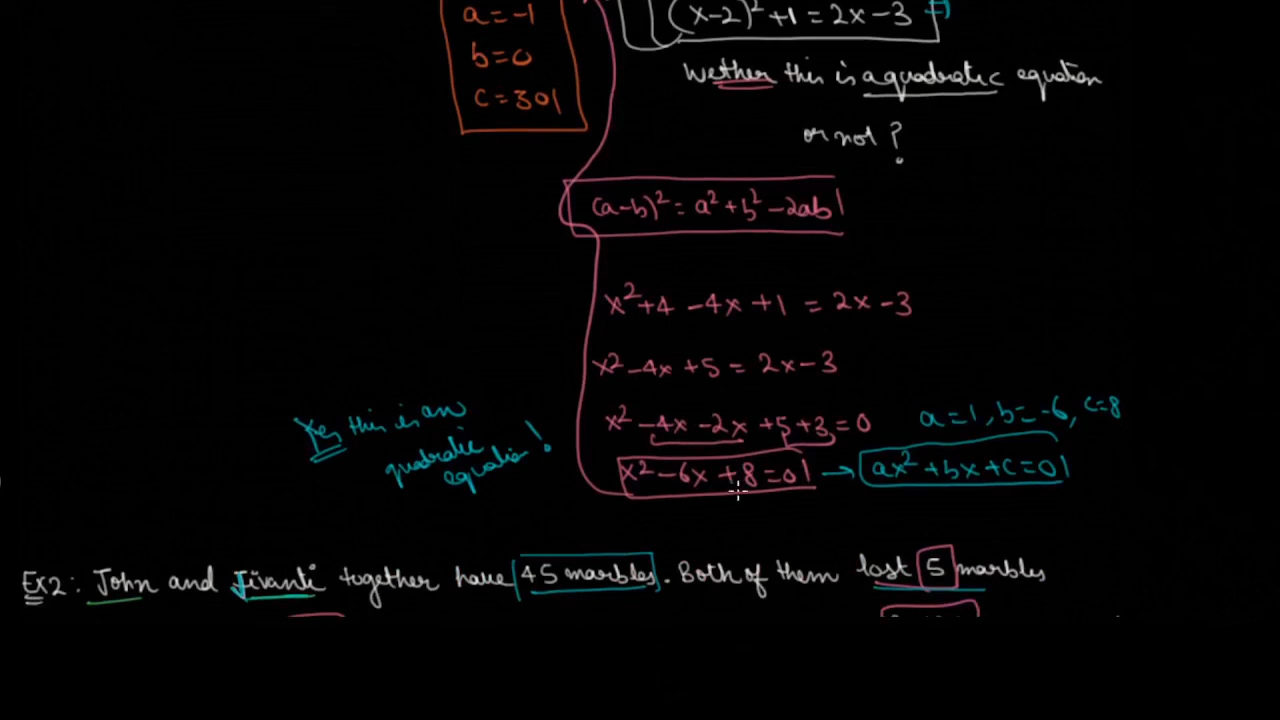 a=-1
b=0
c=301
(x-2)²+1=2x-3
Wether this is a quadratic equation
or not?
(a-b)²=a²+b²-2ab
x²+4-4x+1=2x-3
x²-4x+5=2x-3
x²-4x-2x+5+3=0
a=1, b=-6, c=8
Yes this is an
quadratic
equation!
x²-6x+8=0 → ax²+bx+c=0
Ex2: John and Jivanti together have 45 marbles. Both of them lost 5 marbles